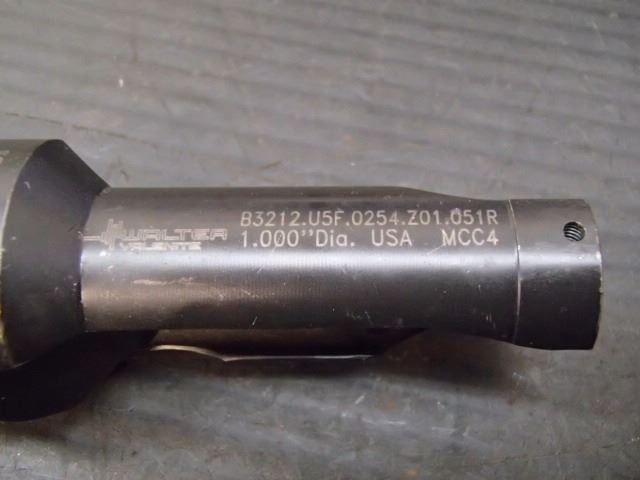 WALTER
VALENITE
B3212.U5F.0254.Z01.051R
1.000"Dia. USA MCC4